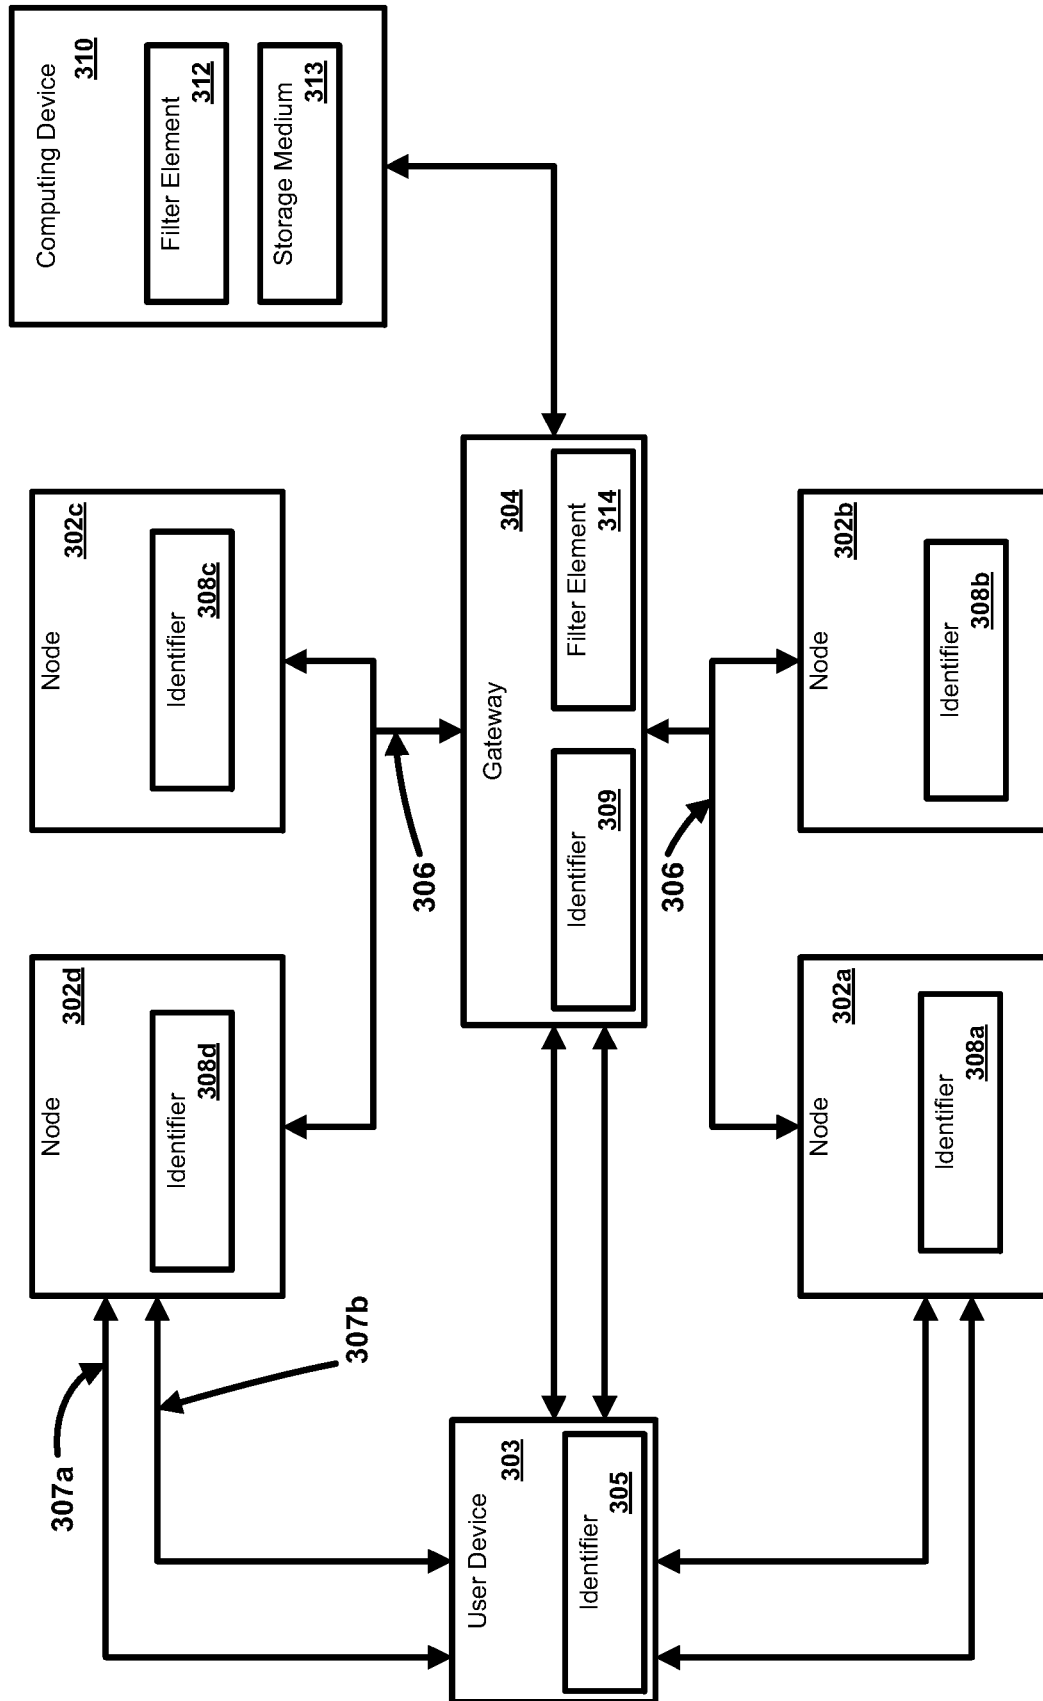 307a
307b
Node
302d
Identifier
308d
Node
302c
Identifier
308c
Computing Device
310
Filter Element
312
Storage Medium
313
306
User Device
303
Identifier
305
Gateway
304
Identifier
309
Filter Element
314
306
Node
302a
Identifier
308a
Node
302b
Identifier
308b